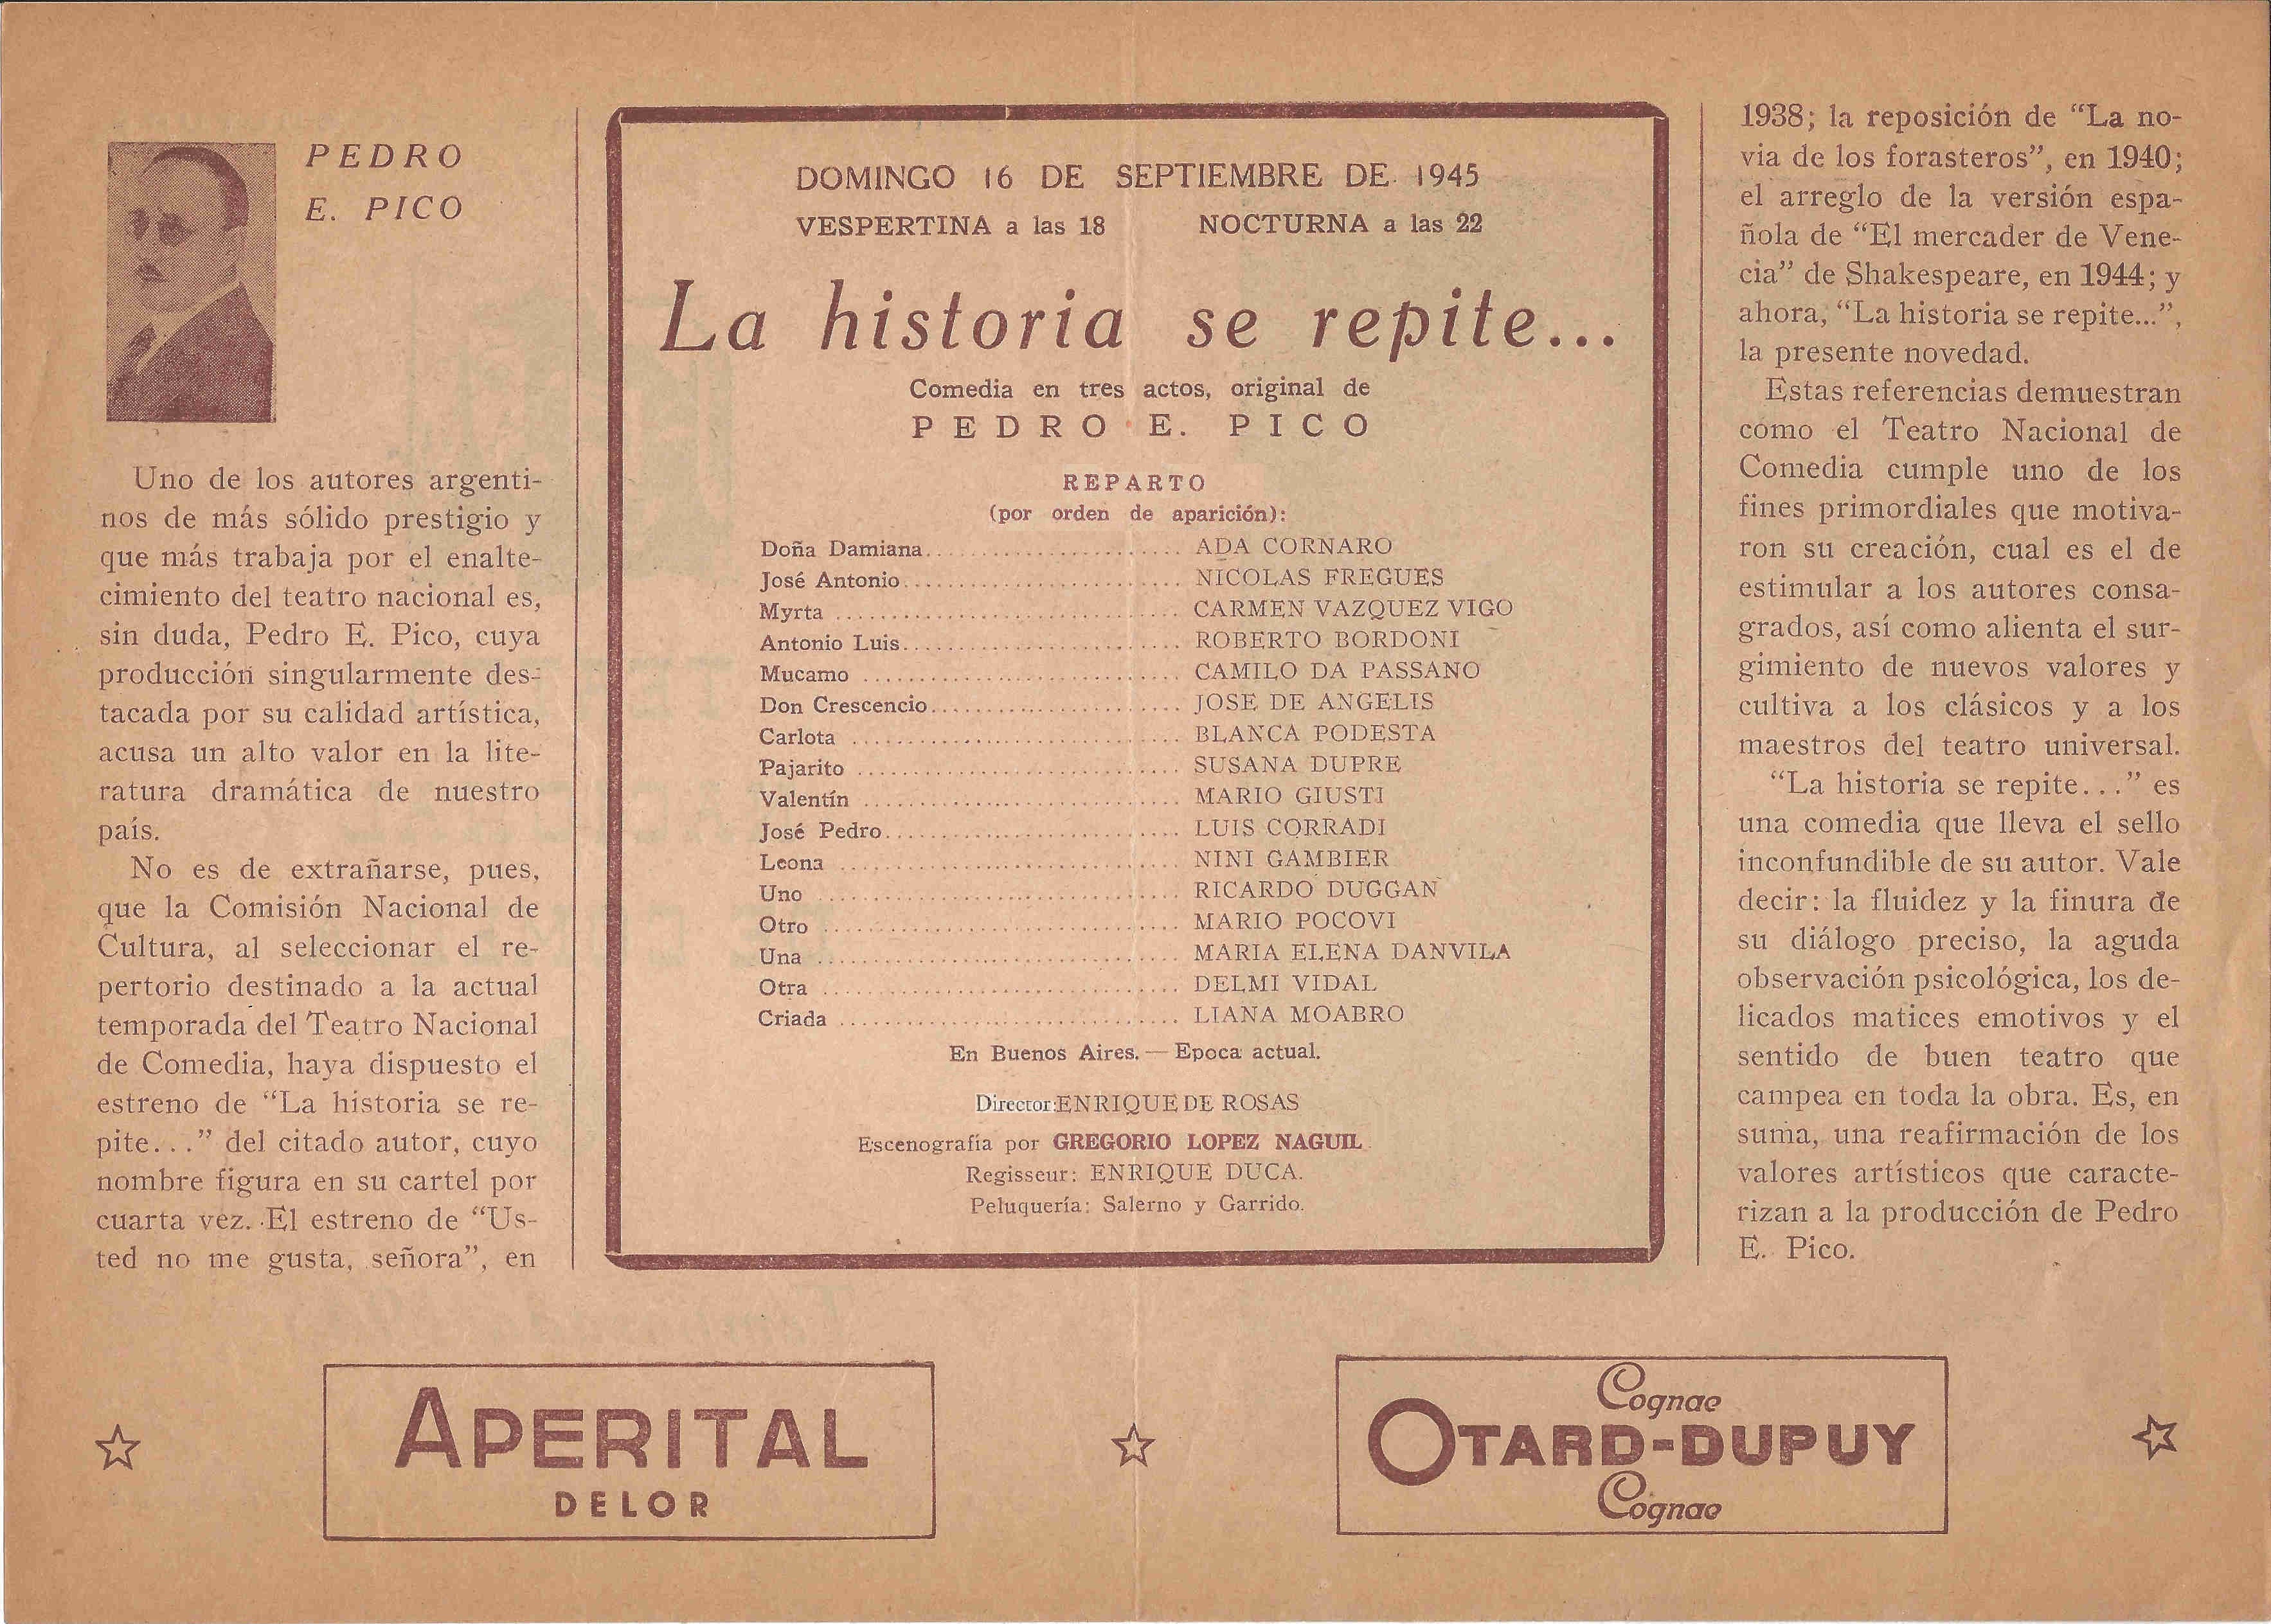 PEDRO
E. PICO
Uno de los autores argenti-
nos de más sólido prestigio y
que más trabaja por el enalte-
cimiento del teatro nacional es,
sin duda, Pedro E. Pico, cuya
producción singularmente des-
tacada por su calidad artística,
acusa un alto valor en la lite-
ratura dramática de nuestro
país.
No es de extrañarse, pues,
que la Comisión Nacional de
Cultura, al seleccionar el re-
pertorio destinado a la actual
temporada del Teatro Nacional
de Comedia, haya dispuesto el
estreno de “La historia se re-
pite...” del citado autor, cuyo
nombre figura en su cartel por
cuarta vez. El estreno de “Us-
ted no me gusta, señora”, en
DOMINGO 16 DE SEPTIEMBRE DE 1945
VESPERTINA a las 18 NOCTURNA a las 22
La historia se repite...
Comedia en tres actos, original de
PEDRO E. PICO
REPARTO
(por orden de aparición):
Doña Damiana........................ ADA CORNARO
José Antonio........................ NICOLAS FREGUES
Myrta ........................ CARMEN VAZQUEZ VIGO
Antonio Luis........................ ROBERTO BORDONI
Mucamo ........................ CAMILO DA PASSANO
Don Crescencio........................ JOSE DE ANGELIS
Carlota ........................ BLANCA PODESTA
Pajarito ........................ SUSANA DUPRE
Valentín ........................ MARIO GIUSTI
José Pedro........................ LUIS CORRADI
Leona ........................ NINI GAMBIER
Uno ........................ RICARDO DUGGAN
Otro ........................ MARIO POCOVI
Una ........................ MARIA ELENA DANVILA
Otra ........................ DELMI VIDAL
Criada ........................ LIANA MOABRO
En Buenos Aires. — Epoca actual.
Director:ENRIQUE DE ROSAS
Escenografía por GREGORIO LOPEZ NAGUIL
Regisseur: ENRIQUE DUCA.
Peluquería: Salerno y Garrido.
1938; la reposición de “La no-
via de los forasteros”, en 1940;
el arreglo de la versión espa-
ñola de “El mercader de Vene-
cia” de Shakespeare, en 1944; y
ahora, “La historia se repite...”,
la presente novedad.
Estas referencias demuestran
como el Teatro Nacional de
Comedia cumple uno de los
fines primordiales que motiva-
ron su creación, cual es el de
estimular a los autores consa-
grados, así como alienta el sur-
gimiento de nuevos valores y
cultiva a los clásicos y a los
maestros del teatro universal.
“La historia se repite...” es
una comedia que lleva el sello
inconfundible de su autor. Vale
decir: la fluidez y la finura de
su diálogo preciso, la aguda
observación psicológica, los de-
licados matices emotivos y el
sentido de buen teatro que
campea en toda la obra. Es, en
suma, una reafirmación de los
valores artísticos que caracte-
rizan a la producción de Pedro
E. Pico.
APERITAL
DELOR
Cognac
OTARD-DUPUY
Cognac